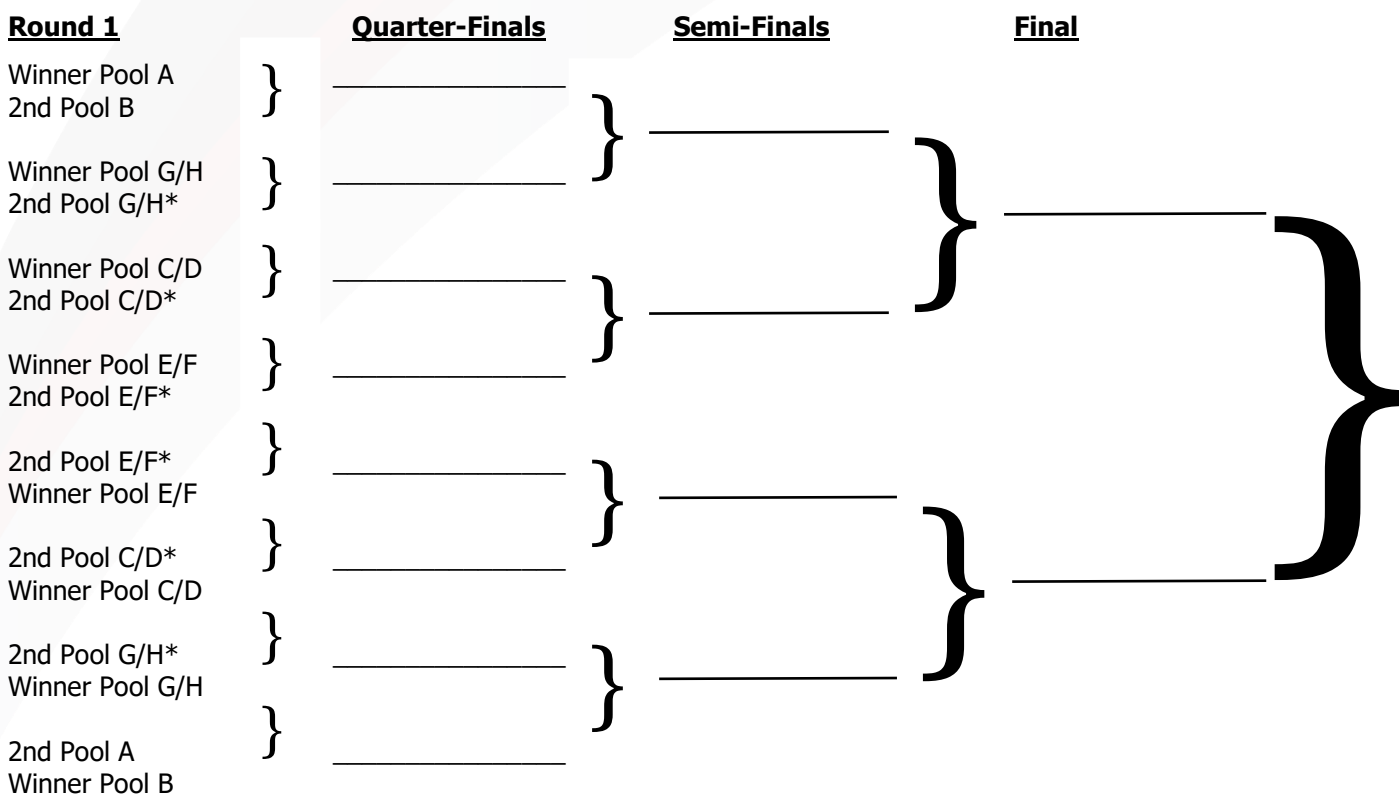 Round 1 Quarter-Finals Semi-Finals Final
Winner Pool A
2nd Pool B
Winner Pool G/H
2nd Pool G/H*
Winner Pool C/D
2nd Pool C/D*
Winner Pool E/F
2nd Pool E/F*
2nd Pool E/F*
Winner Pool E/F
2nd Pool C/D*
Winner Pool C/D
2nd Pool G/H*
Winner Pool G/H
2nd Pool A
Winner Pool B